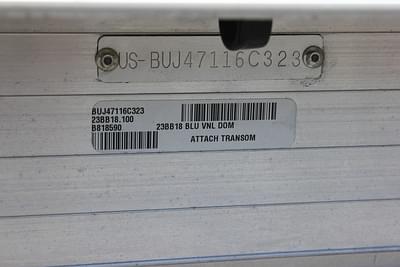 US-BUJ47116C323
BUJ47116C323
23BB18.100
B818590 23BB18 BLU VNL DOM
ATTACH TRANSOM